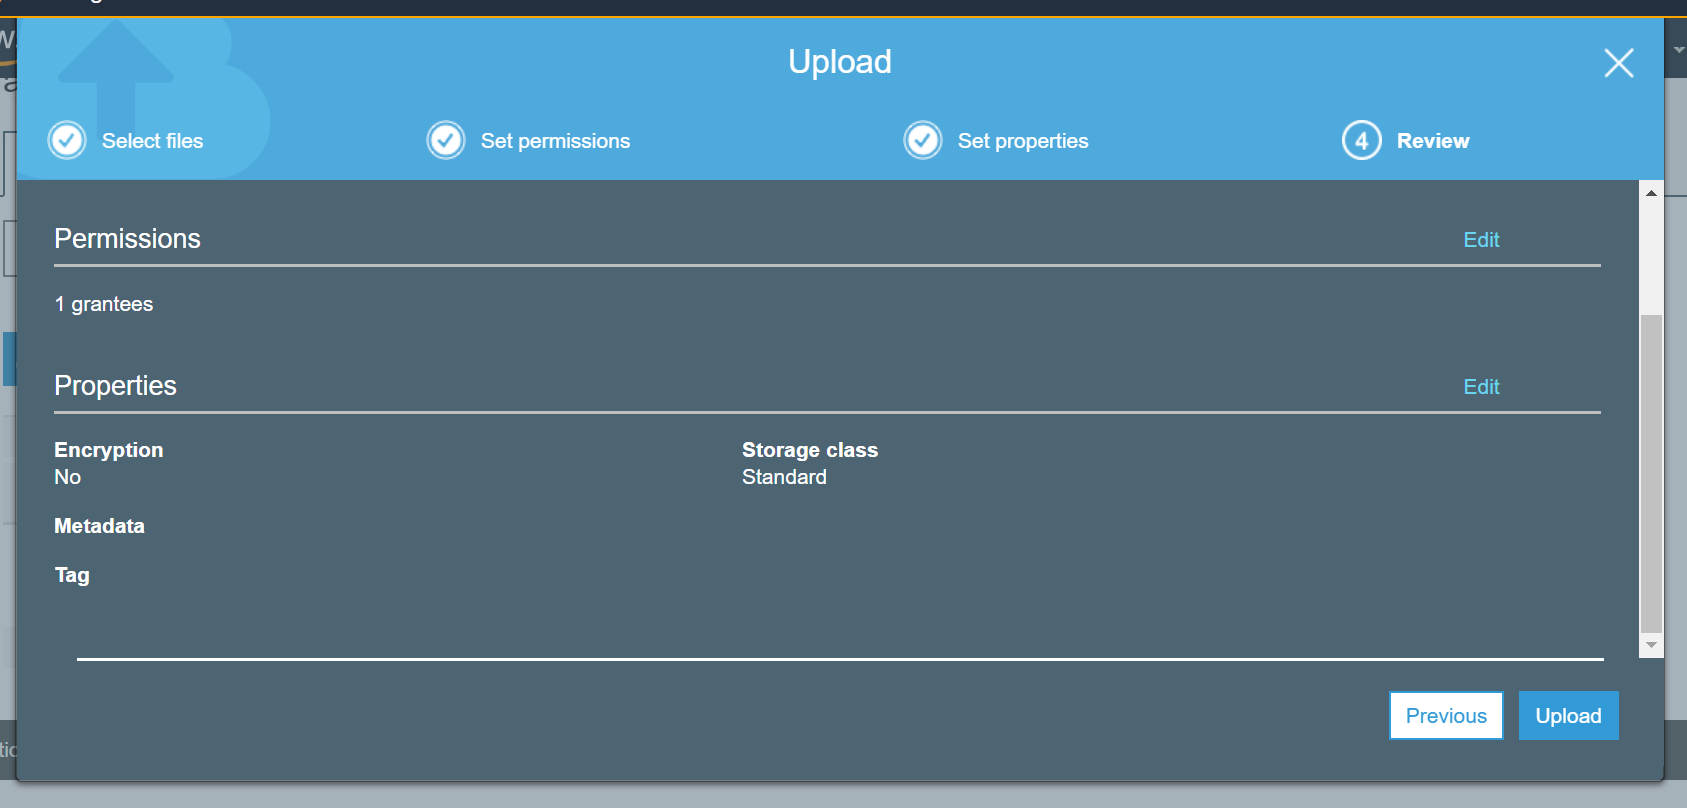 Upload
Select files
Set permissions
Set properties
4 Review
Permissions Edit
1 grantees
Properties Edit
Encryption Storage class
No Standard
Metadata
Tag
Previous Upload